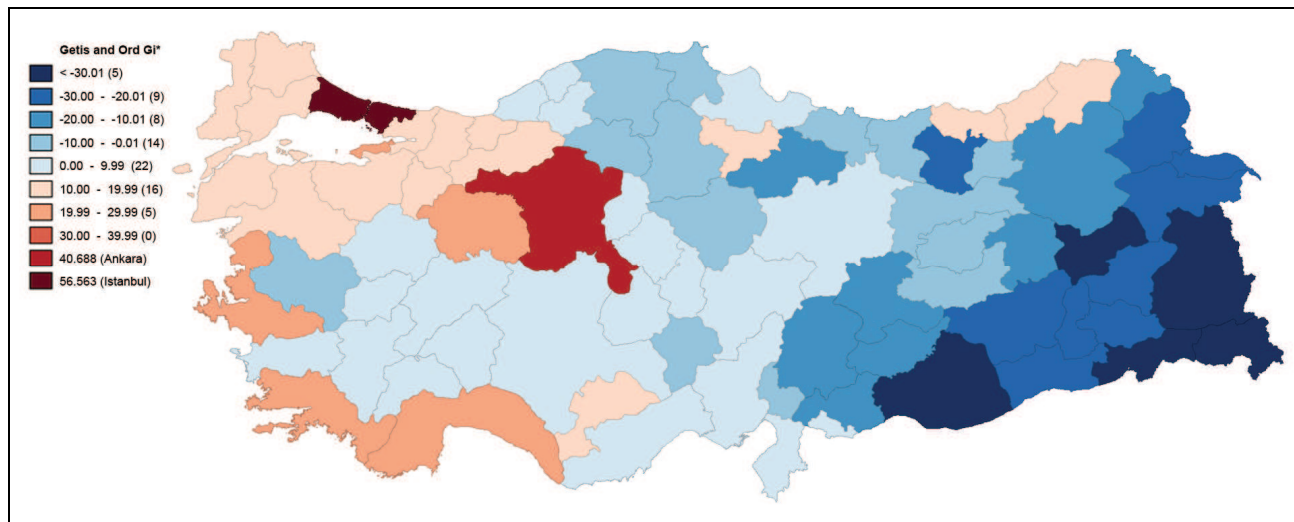 Getis and Ord Gi*
< -30.01 (5)
-30.00 - -20.01 (9)
-20.00 - -10.01 (8)
-10.00 - -0.01 (14)
0.00 - 9.99 (22)
10.00 - 19.99 (16)
19.99 - 29.99 (5)
30.00 - 39.99 (0)
40.688 (Ankara)
56.563 (Istanbul)